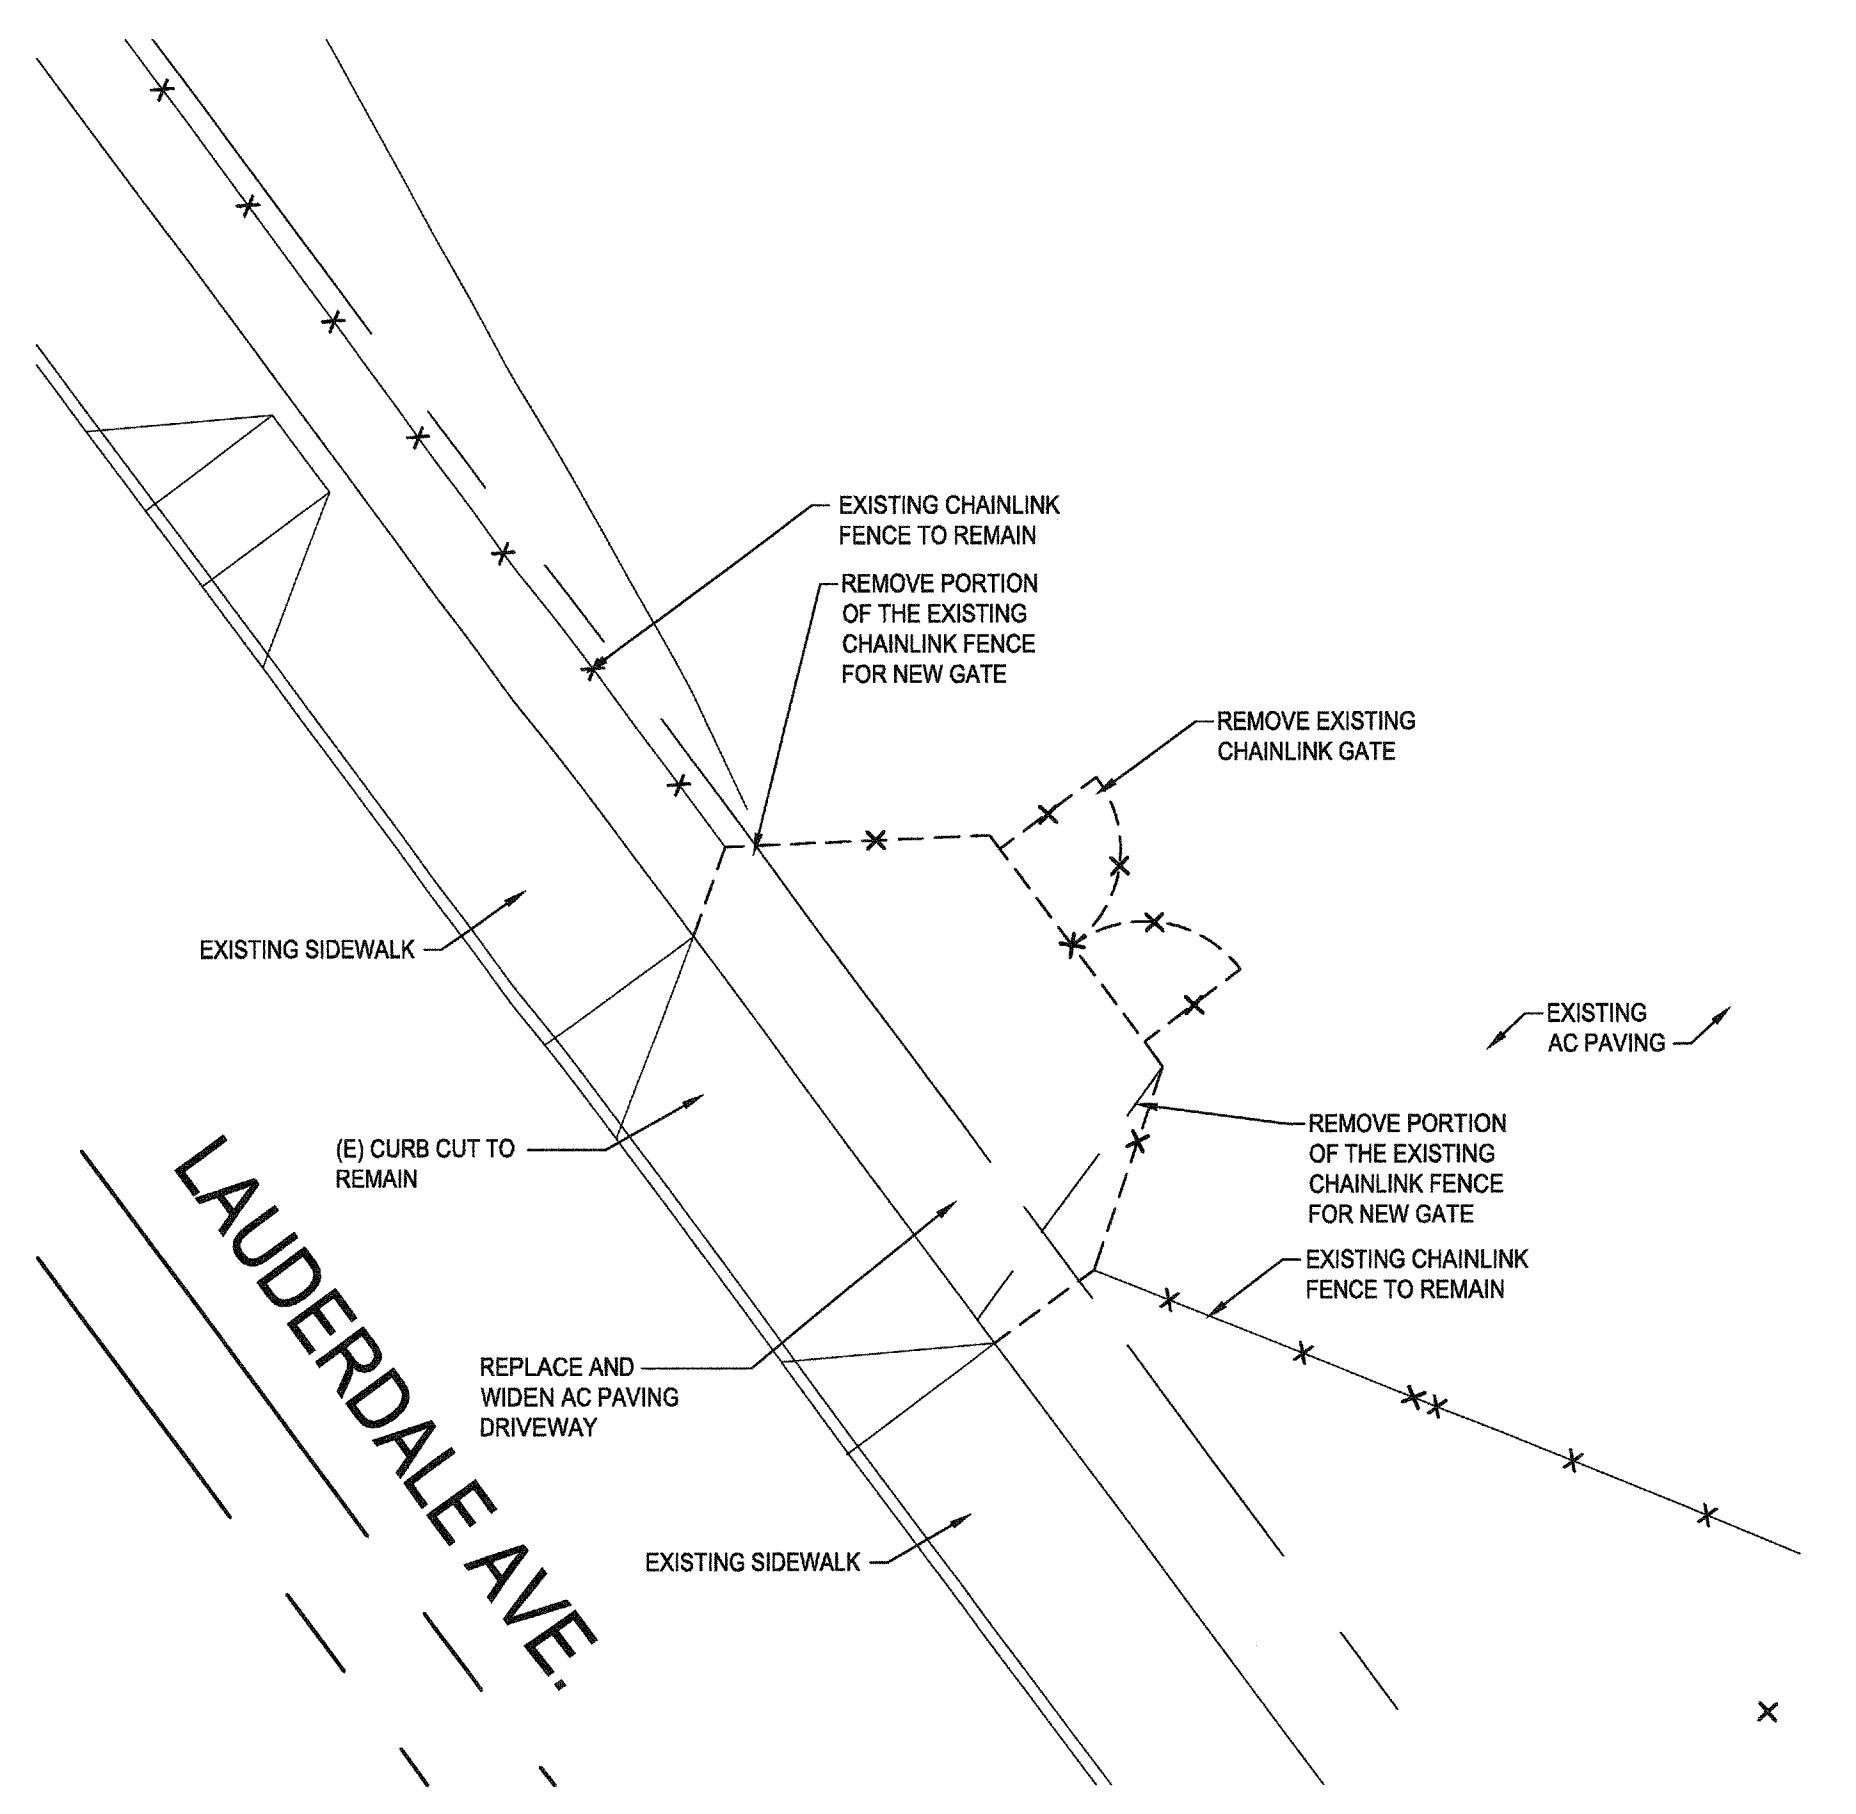 EXISTING CHAINLINK
FENCE TO REMAIN
REMOVE PORTION
OF THE EXISTING
CHAINLINK FENCE
FOR NEW GATE
REMOVE EXISTING
CHAINLINK GATE
EXISTING SIDEWALK
EXISTING
AC PAVING
(E) CURB CUT TO
REMAIN
REMOVE PORTION
OF THE EXISTING
CHAINLINK FENCE
FOR NEW GATE
EXISTING CHAINLINK
FENCE TO REMAIN
REPLACE AND
WIDEN AC PAVING
DRIVEWAY
LAUDERDALE AVE.
EXISTING SIDEWALK